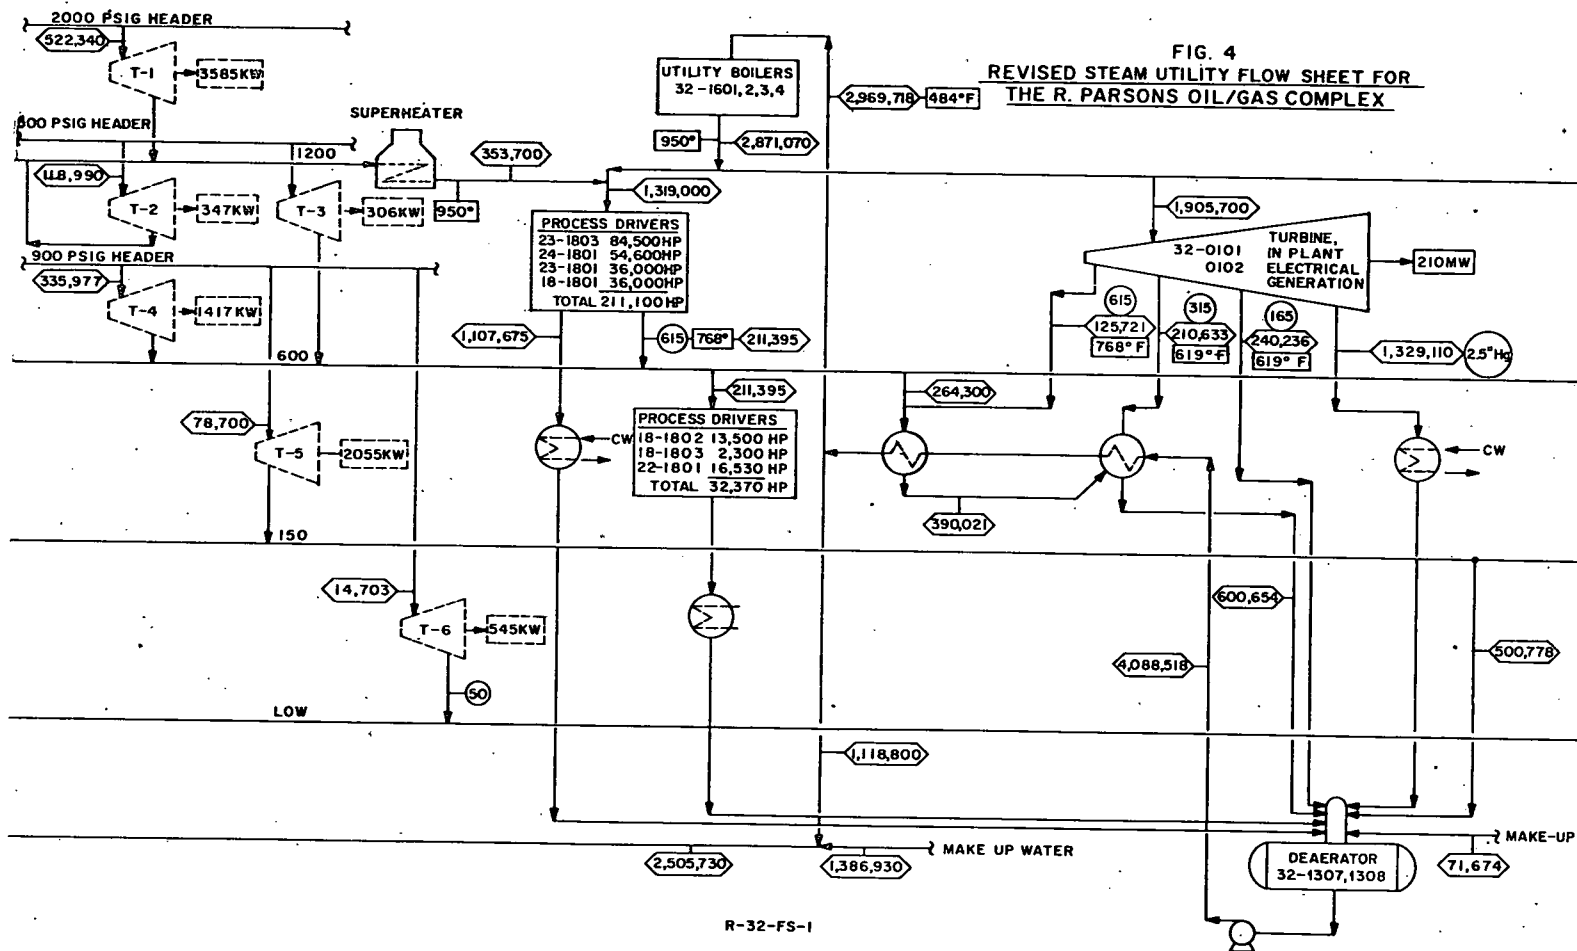 2000 PSIG HEADER
522,340
T-1
3585KW
FIG. 4
REVISED STEAM UTILITY FLOW SHEET FOR
THE R. PARSONS OIL/GAS COMPLEX
UTILITY BOILERS
32-1601,2,3,4
2,969,718
484°F
SUPERHEATER
PSIG HEADER
1200
950°
2,871,070
353,700
118,990
T-2
347KW
T-3
306KW
950°
1,319,000
1,905,700
PROCESS DRIVERS
23-1803 84,500HP
24-1801 54,600HP
23-1801 36,000HP
18-1801 36,000HP
TOTAL 211,100HP
32-0101
0102
TURBINE,
IN PLANT
ELECTRICAL
GENERATION
210MW
900 PSIG HEADER
335,977
T-4
1417KW
1,107,675
615
768°
211,395
615
125,721
768°F
315
210,633
619°F
165
240,236
619°F
1,329,110
2.5"Hg
600
211,395
264,300
78,700
T-5
2055KW
CW
PROCESS DRIVERS
18-1802 13,500 HP
18-1803 2,300 HP
22-1801 16,530 HP
TOTAL 32,370 HP
CW
390,021
150
14,703
T-6
545KW
50
600,654
4,088,518
500,778
LOW
1,118,800
2,505,730
1,386,930
MAKE UP WATER
MAKE-UP
71,674
DEAERATOR
32-1307,1308
R-32-FS-1